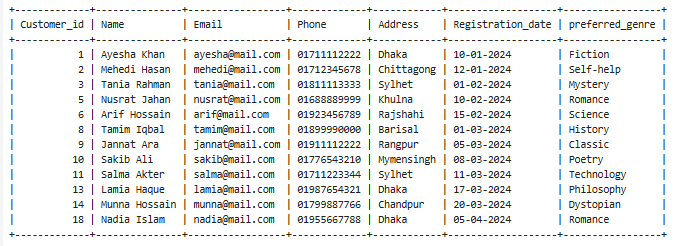 +-------------+---------------+-----------------+-------------+------------+-------------------+-----------------+
| Customer_id | Name          | Email           | Phone       | Address    | Registration_date | preferred_genre |
+-------------+---------------+-----------------+-------------+------------+-------------------+-----------------+
|           1 | Ayesha Khan   | ayesha@mail.com | 01711112222 | Dhaka      | 10-01-2024        | Fiction         |
|           2 | Mehedi Hasan  | mehedi@mail.com | 01712345678 | Chittagong | 12-01-2024        | Self-help       |
|           3 | Tania Rahman  | tania@mail.com  | 01811113333 | Sylhet     | 01-02-2024        | Mystery         |
|           5 | Nusrat Jahan  | nusrat@mail.com | 01688889999 | Khulna     | 10-02-2024        | Romance         |
|           6 | Arif Hossain  | arif@mail.com   | 01923456789 | Rajshahi   | 15-02-2024        | Science         |
|           8 | Tamim Iqbal   | tamim@mail.com  | 01899990000 | Barisal    | 01-03-2024        | History         |
|           9 | Jannat Ara    | jannat@mail.com | 01911112222 | Rangpur    | 05-03-2024        | Classic         |
|          10 | Sakib Ali     | sakib@mail.com  | 01776543210 | Mymensingh | 08-03-2024        | Poetry          |
|          11 | Salma Akter   | salma@mail.com  | 01711223344 | Sylhet     | 11-03-2024        | Technology      |
|          13 | Lamia Haque   | lamia@mail.com  | 01987654321 | Dhaka      | 17-03-2024        | Philosophy      |
|          14 | Munna Hossain | munna@mail.com  | 01799887766 | Chandpur   | 20-03-2024        | Dystopian       |
|          18 | Nadia Islam   | nadia@mail.com  | 01955667788 | Dhaka      | 05-04-2024        | Romance         |
+-------------+---------------+-----------------+-------------+------------+-------------------+-----------------+